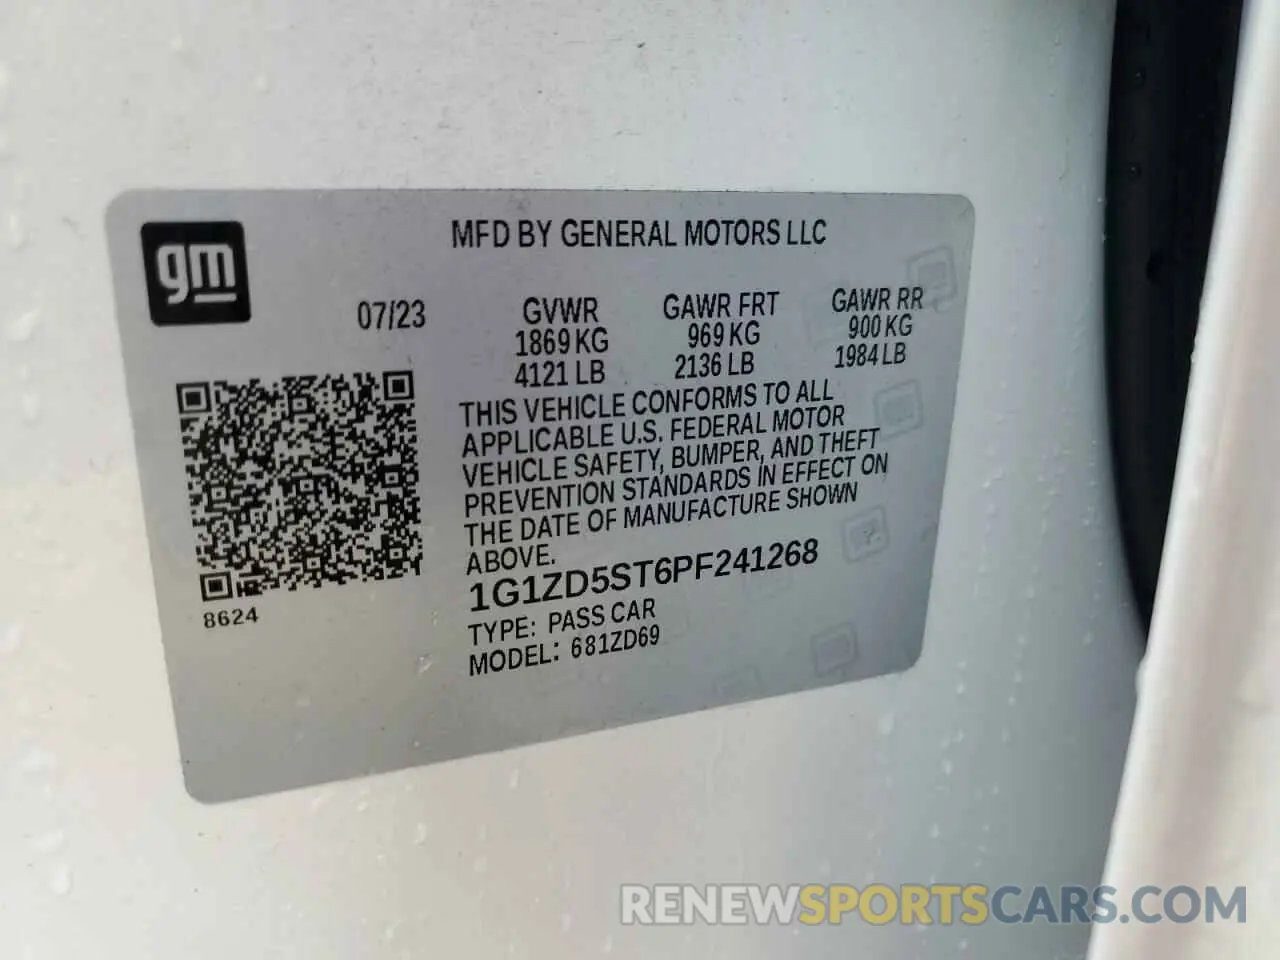 gm
MFD BY GENERAL MOTORS LLC
07/23
GVWR
1869 KG
4121 LB
GAWR FRT
969 KG
2136 LB
GAWR RR
900 KG
1984 LB
THIS VEHICLE CONFORMS TO ALL
APPLICABLE U.S. FEDERAL MOTOR
VEHICLE SAFETY, BUMPER, AND THEFT
PREVENTION STANDARDS IN EFFECT ON
THE DATE OF MANUFACTURE SHOWN
ABOVE.
1G1ZD5ST6PF241268
TYPE: PASS CAR
MODEL: 681ZD69
8624
RENEWSPORTSCARS.COM